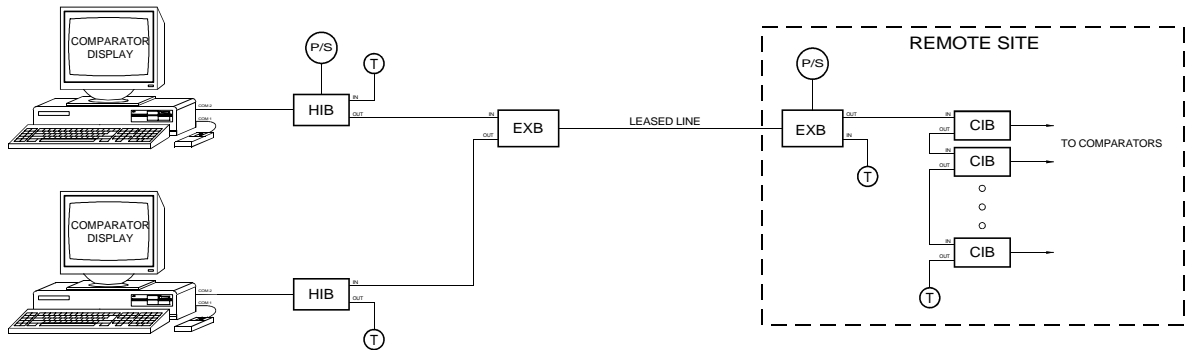 COMPARATOR
DISPLAY
COM 2
COM 1
P/S
T
HIB
IN
OUT
IN
OUT
EXB
LEASED LINE
REMOTE SITE
P/S
EXB
OUT
IN
T
IN
OUT
CIB
TO COMPARATORS
IN
OUT
CIB
IN
OUT
CIB
T
COMPARATOR
DISPLAY
COM 2
COM 1
HIB
IN
OUT
T